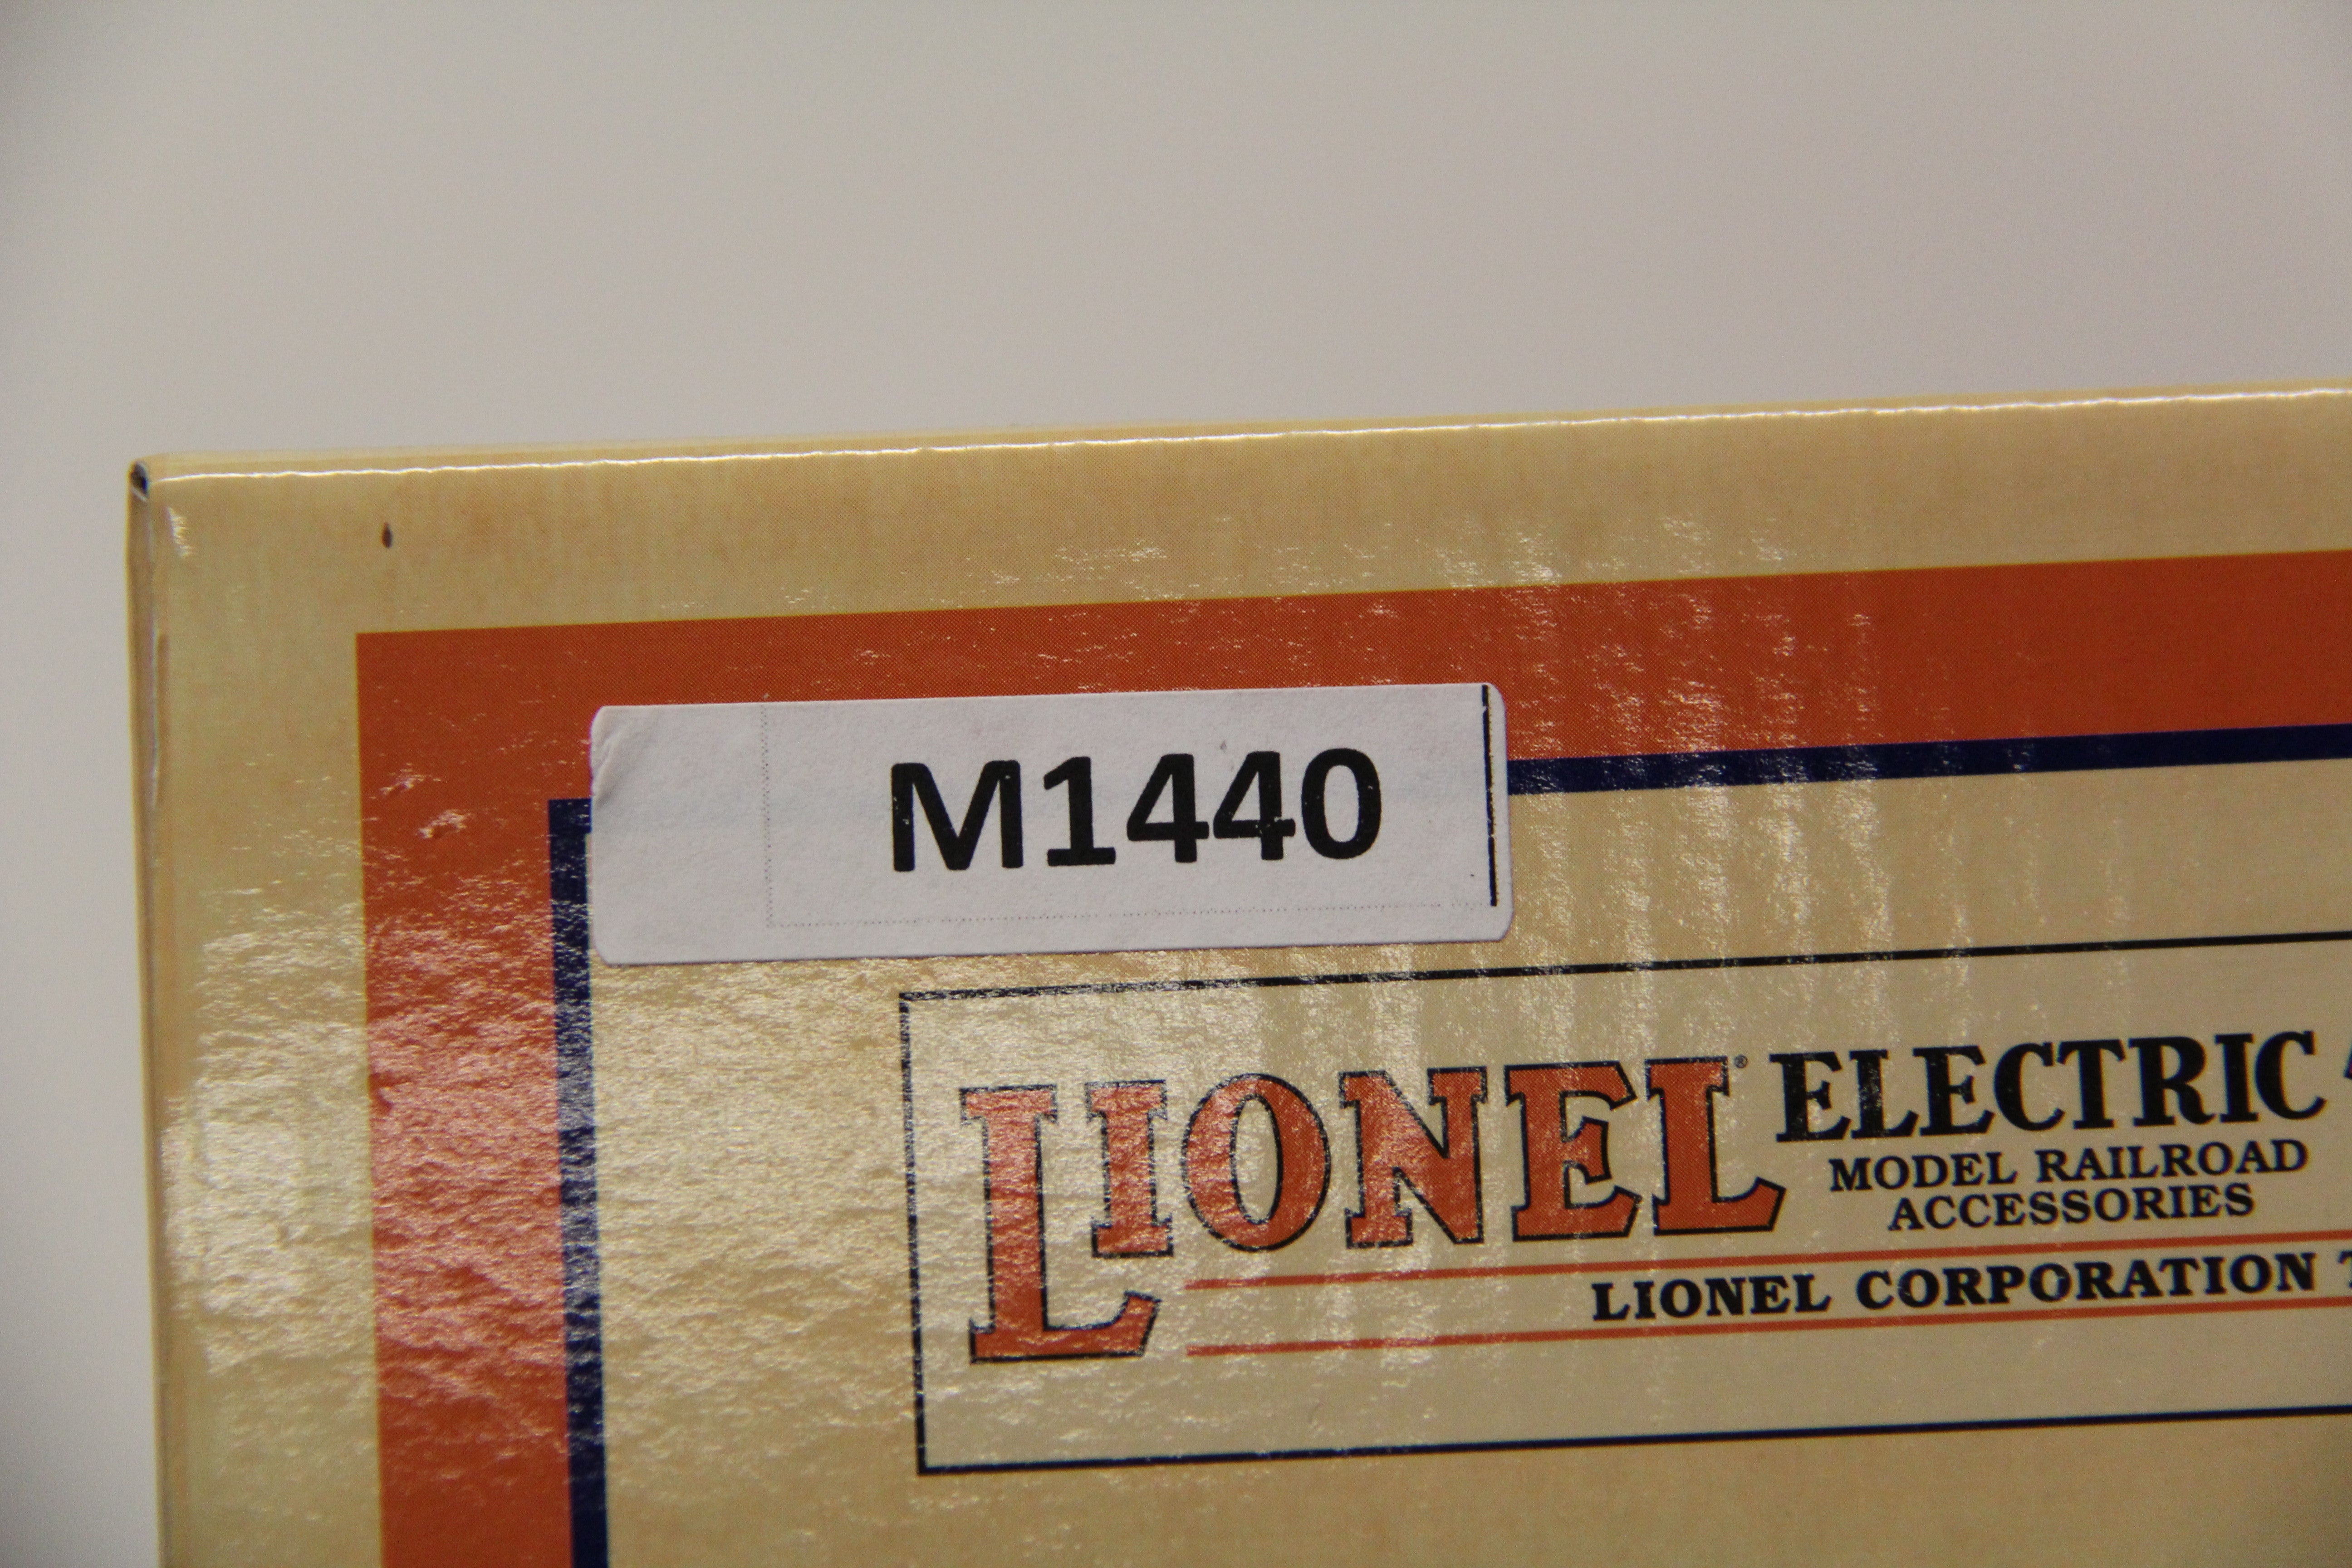 M1440
LIONEL® ELECTRIC
MODEL RAILROAD
ACCESSORIES
LIONEL CORPORATION